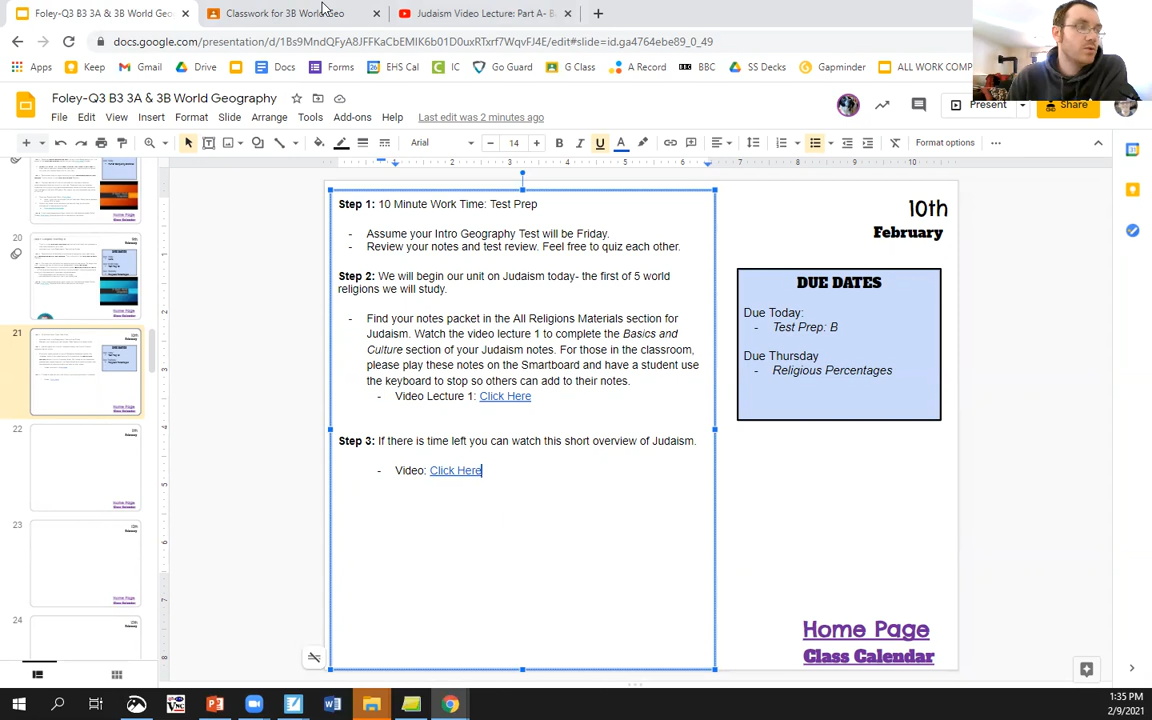 Foley-Q3 B3 3A & 3B World Geo
Classwork for 3B World Geo
Judaism Video Lecture: Part A- B
docs.google.com/presentation/d/1Bs9MndQFyA8JFFKaCbEMIK6b01D0uxRTxrf7WqvFJ4E/edit#slide=id.ga4764ebe89_0_49
Apps Keep Gmail Drive Docs Forms EHS Cal IC Go Guard G Class A Record BBC SS Decks Gapminder ALL WORK COMP
Foley-Q3 B3 3A & 3B World Geography
File Edit View Insert Format Slide Arrange Tools Add-ons Help Last edit was 2 minutes ago
Present Share
Arial 14 Format options
Step 1: 10 Minute Work Time: Test Prep
- Assume your Intro Geography Test will be Friday.
- Review your notes and test review. Feel free to quiz each other.
Step 2: We will begin our unit on Judaism today- the first of 5 world
religions we will study.
- Find your notes packet in the All Religions Materials section for
Judaism. Watch the video lecture 1 to complete the Basics and
Culture section of your Judaism notes. For those in the classroom,
please play these notes on the Smartboard and have a student use
the keyboard to stop so others can add to their notes.
- Video Lecture 1: Click Here
Step 3: If there is time left you can watch this short overview of Judaism.
- Video: Click Here
10th
February
DUE DATES
Due Today:
- Test Prep: B
Due Thursday
- Religious Percentages
Home Page
Class Calendar
20
21
22
23
24
1:35 PM
2/9/2021